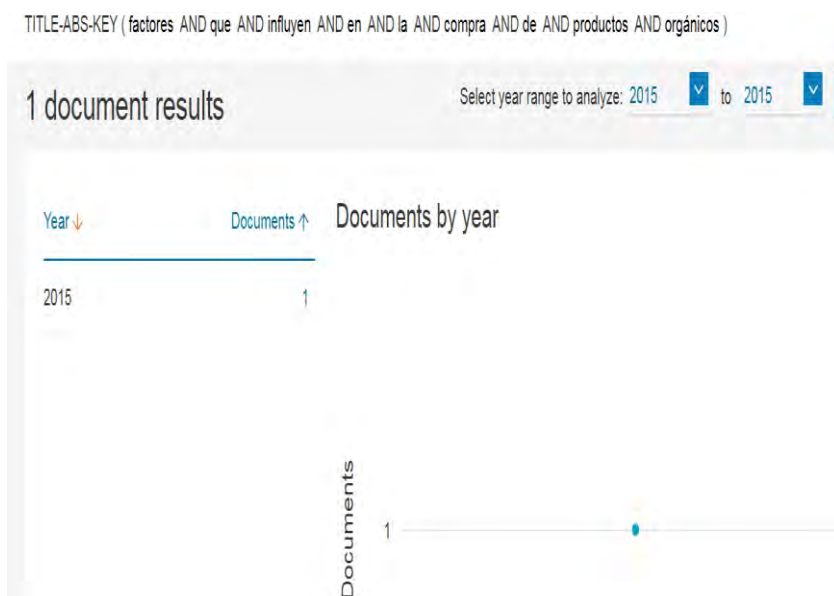 TITLE-ABS-KEY ( factores AND que AND influyen AND en AND la AND compra AND de AND productos AND orgánicos )
1 document results
Select year range to analyze: 2015 to 2015
Year ↓ Documents ↑
2015 1
Documents by year
Documents
1